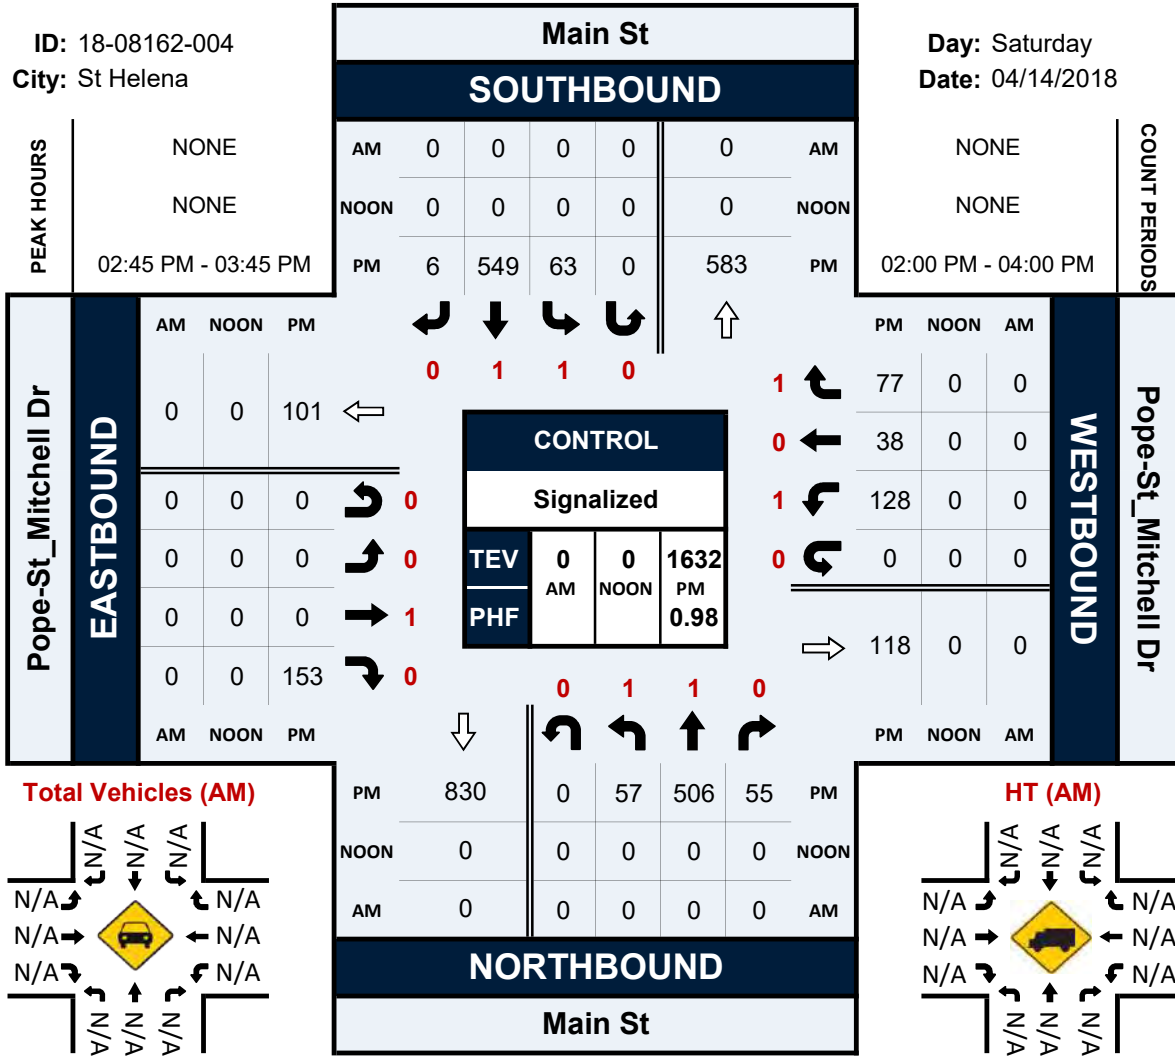 ID: 18-08162-004
City: St Helena
Day: Saturday
Date: 04/14/2018
Main St
SOUTHBOUND
PEAK HOURS
NONE
NONE
02:45 PM - 03:45 PM
COUNT PERIODS
NONE
NONE
02:00 PM - 04:00 PM
AM 0 0 0 0 0 AM
NOON 0 0 0 0 0 NOON
PM 6 549 63 0 583 PM
0 1 1 0
Pope-St_Mitchell Dr
EASTBOUND
AM NOON PM
0 0 101
0 0 0 0
0 0 0 0
0 0 0 1
0 0 153 0
AM NOON PM
CONTROL
Signalized
TEV 0 0 1632
AM NOON PM
PHF 0.98
PM NOON AM
1 77 0 0
0 38 0 0
1 128 0 0
0 0 0 0
118 0 0
PM NOON AM
WESTBOUND
Pope-St_Mitchell Dr
0 1 1 0
PM 830 0 57 506 55 PM
NOON 0 0 0 0 0 NOON
AM 0 0 0 0 0 AM
NORTHBOUND
Main St
Total Vehicles (AM)
N/A N/A N/A
N/A N/A
N/A N/A
N/A N/A
N/A N/A N/A
HT (AM)
N/A N/A N/A
N/A N/A
N/A N/A
N/A N/A
N/A N/A N/A